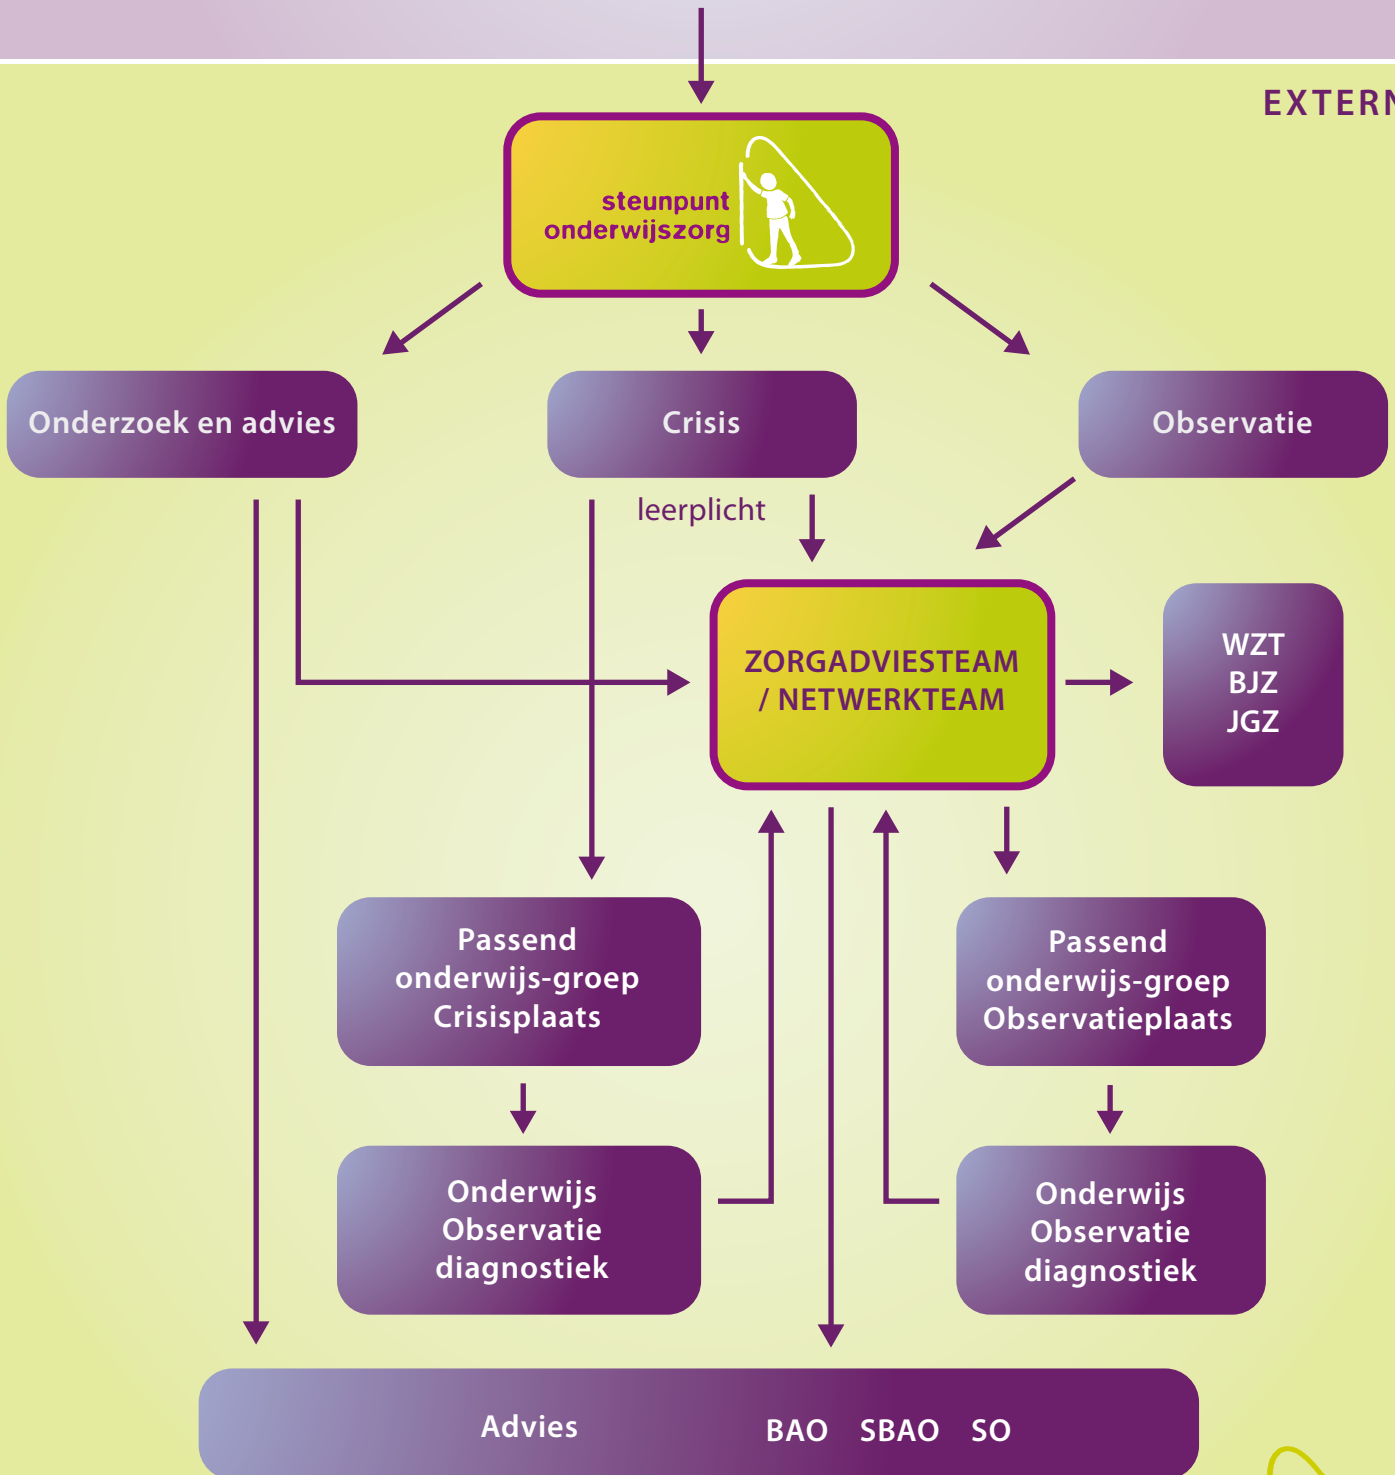 EXTERN
steunpunt
onderwijszorg
Onderzoek en advies
Crisis
Observatie
leerplicht
ZORGADVIESTEAM
/ NETWERKTEAM
WZT
BJZ
JGZ
Passend
onderwijs-groep
Crisisplaats
Passend
onderwijs-groep
Observatieplaats
Onderwijs
Observatie
diagnostiek
Onderwijs
Observatie
diagnostiek
Advies BAO SBAO SO